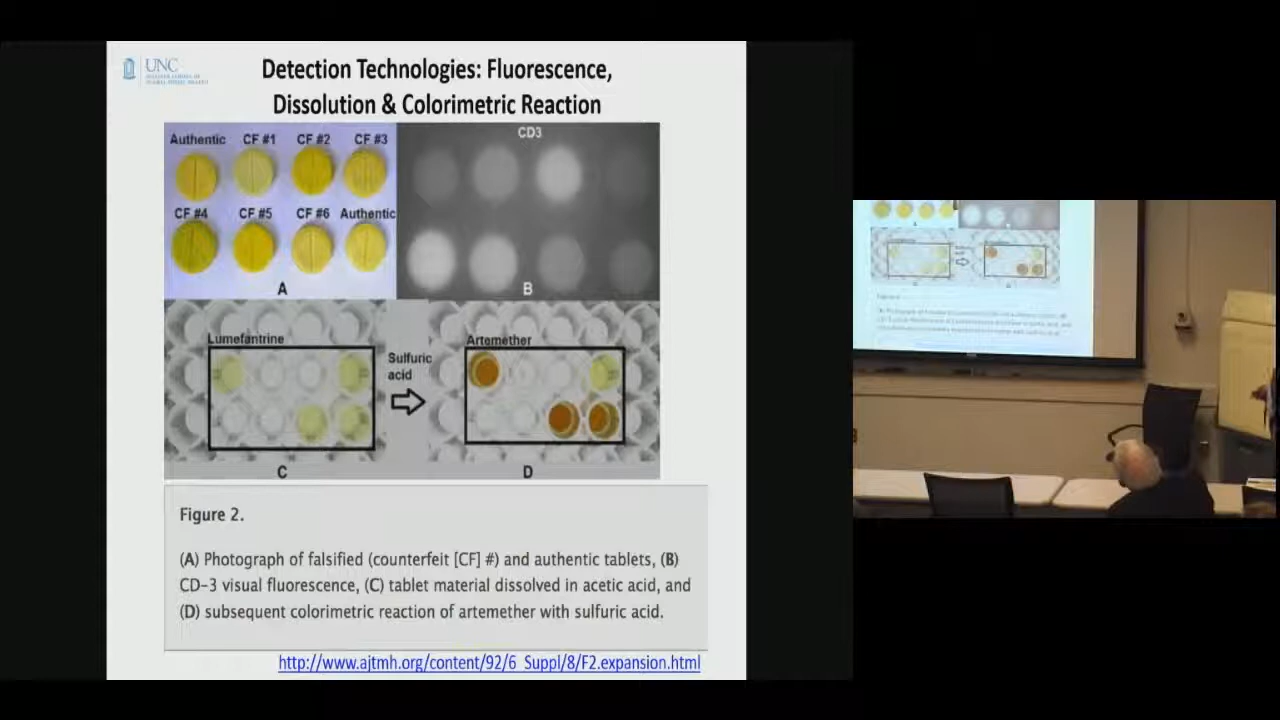 UNC
Detection Technologies: Fluorescence,
Dissolution & Colorimetric Reaction
Authentic CF #1 CF #2 CF #3
CF #4 CF #5 CF #6 Authentic
A
CD3
B
Lumefantrine
C
Sulfuric
acid
Artemether
D
Figure 2.
(A) Photograph of falsified (counterfeit [CF] #) and authentic tablets, (B)
CD-3 visual fluorescence, (C) tablet material dissolved in acetic acid, and
(D) subsequent colorimetric reaction of artemether with sulfuric acid.
http://www.ajtmh.org/content/92/6_Suppl/8/F2.expansion.html